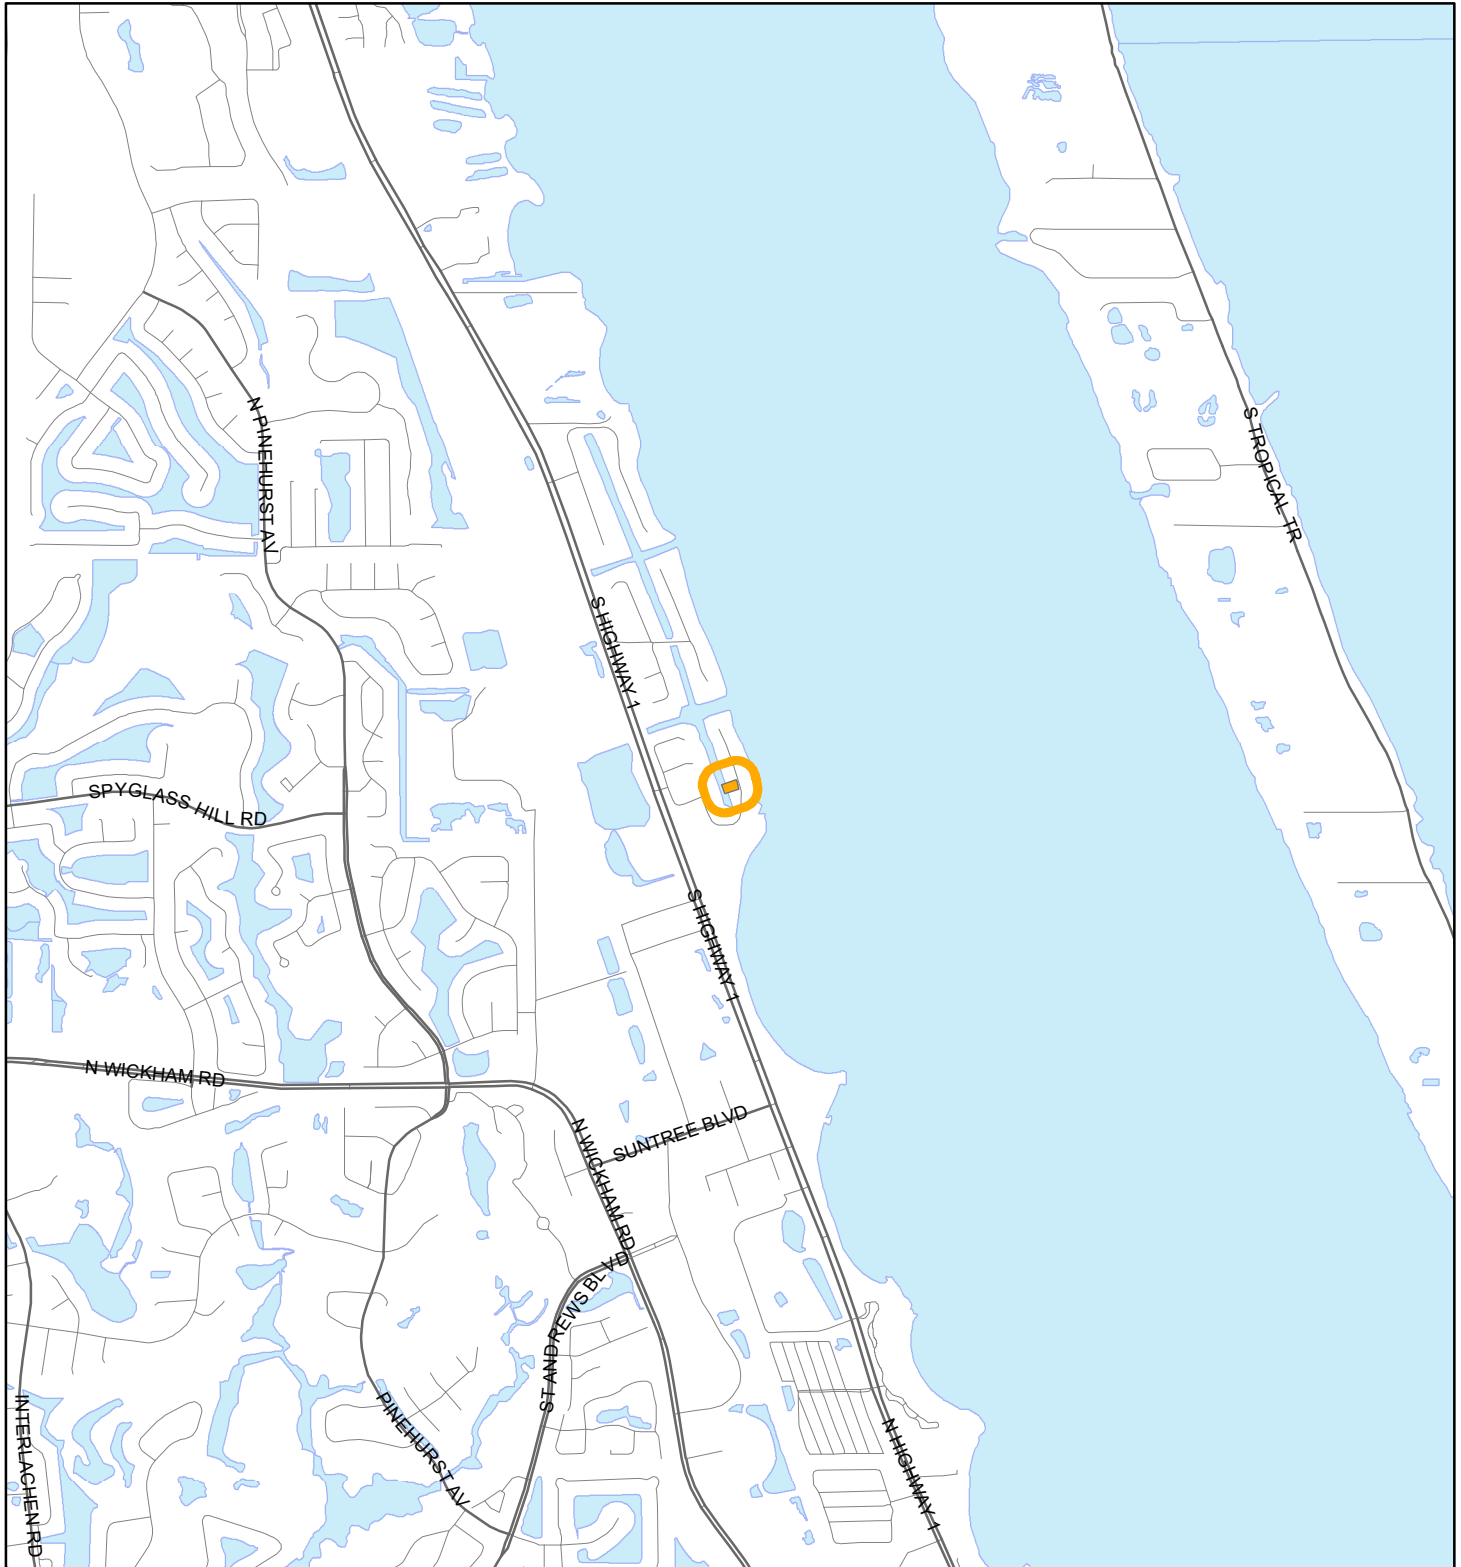 N PINEHURST AV
S TROPICAL TR
S HIGHWAY 1
SPYGLASS HILL RD
S HIGHWAY 1
N WICKHAM RD
SUNTREE BLVD
N WICKHAM RD
ST ANDREWS BLVD
PINEHURST AV
INTERLACHEN RD
N HIGHWAY 1